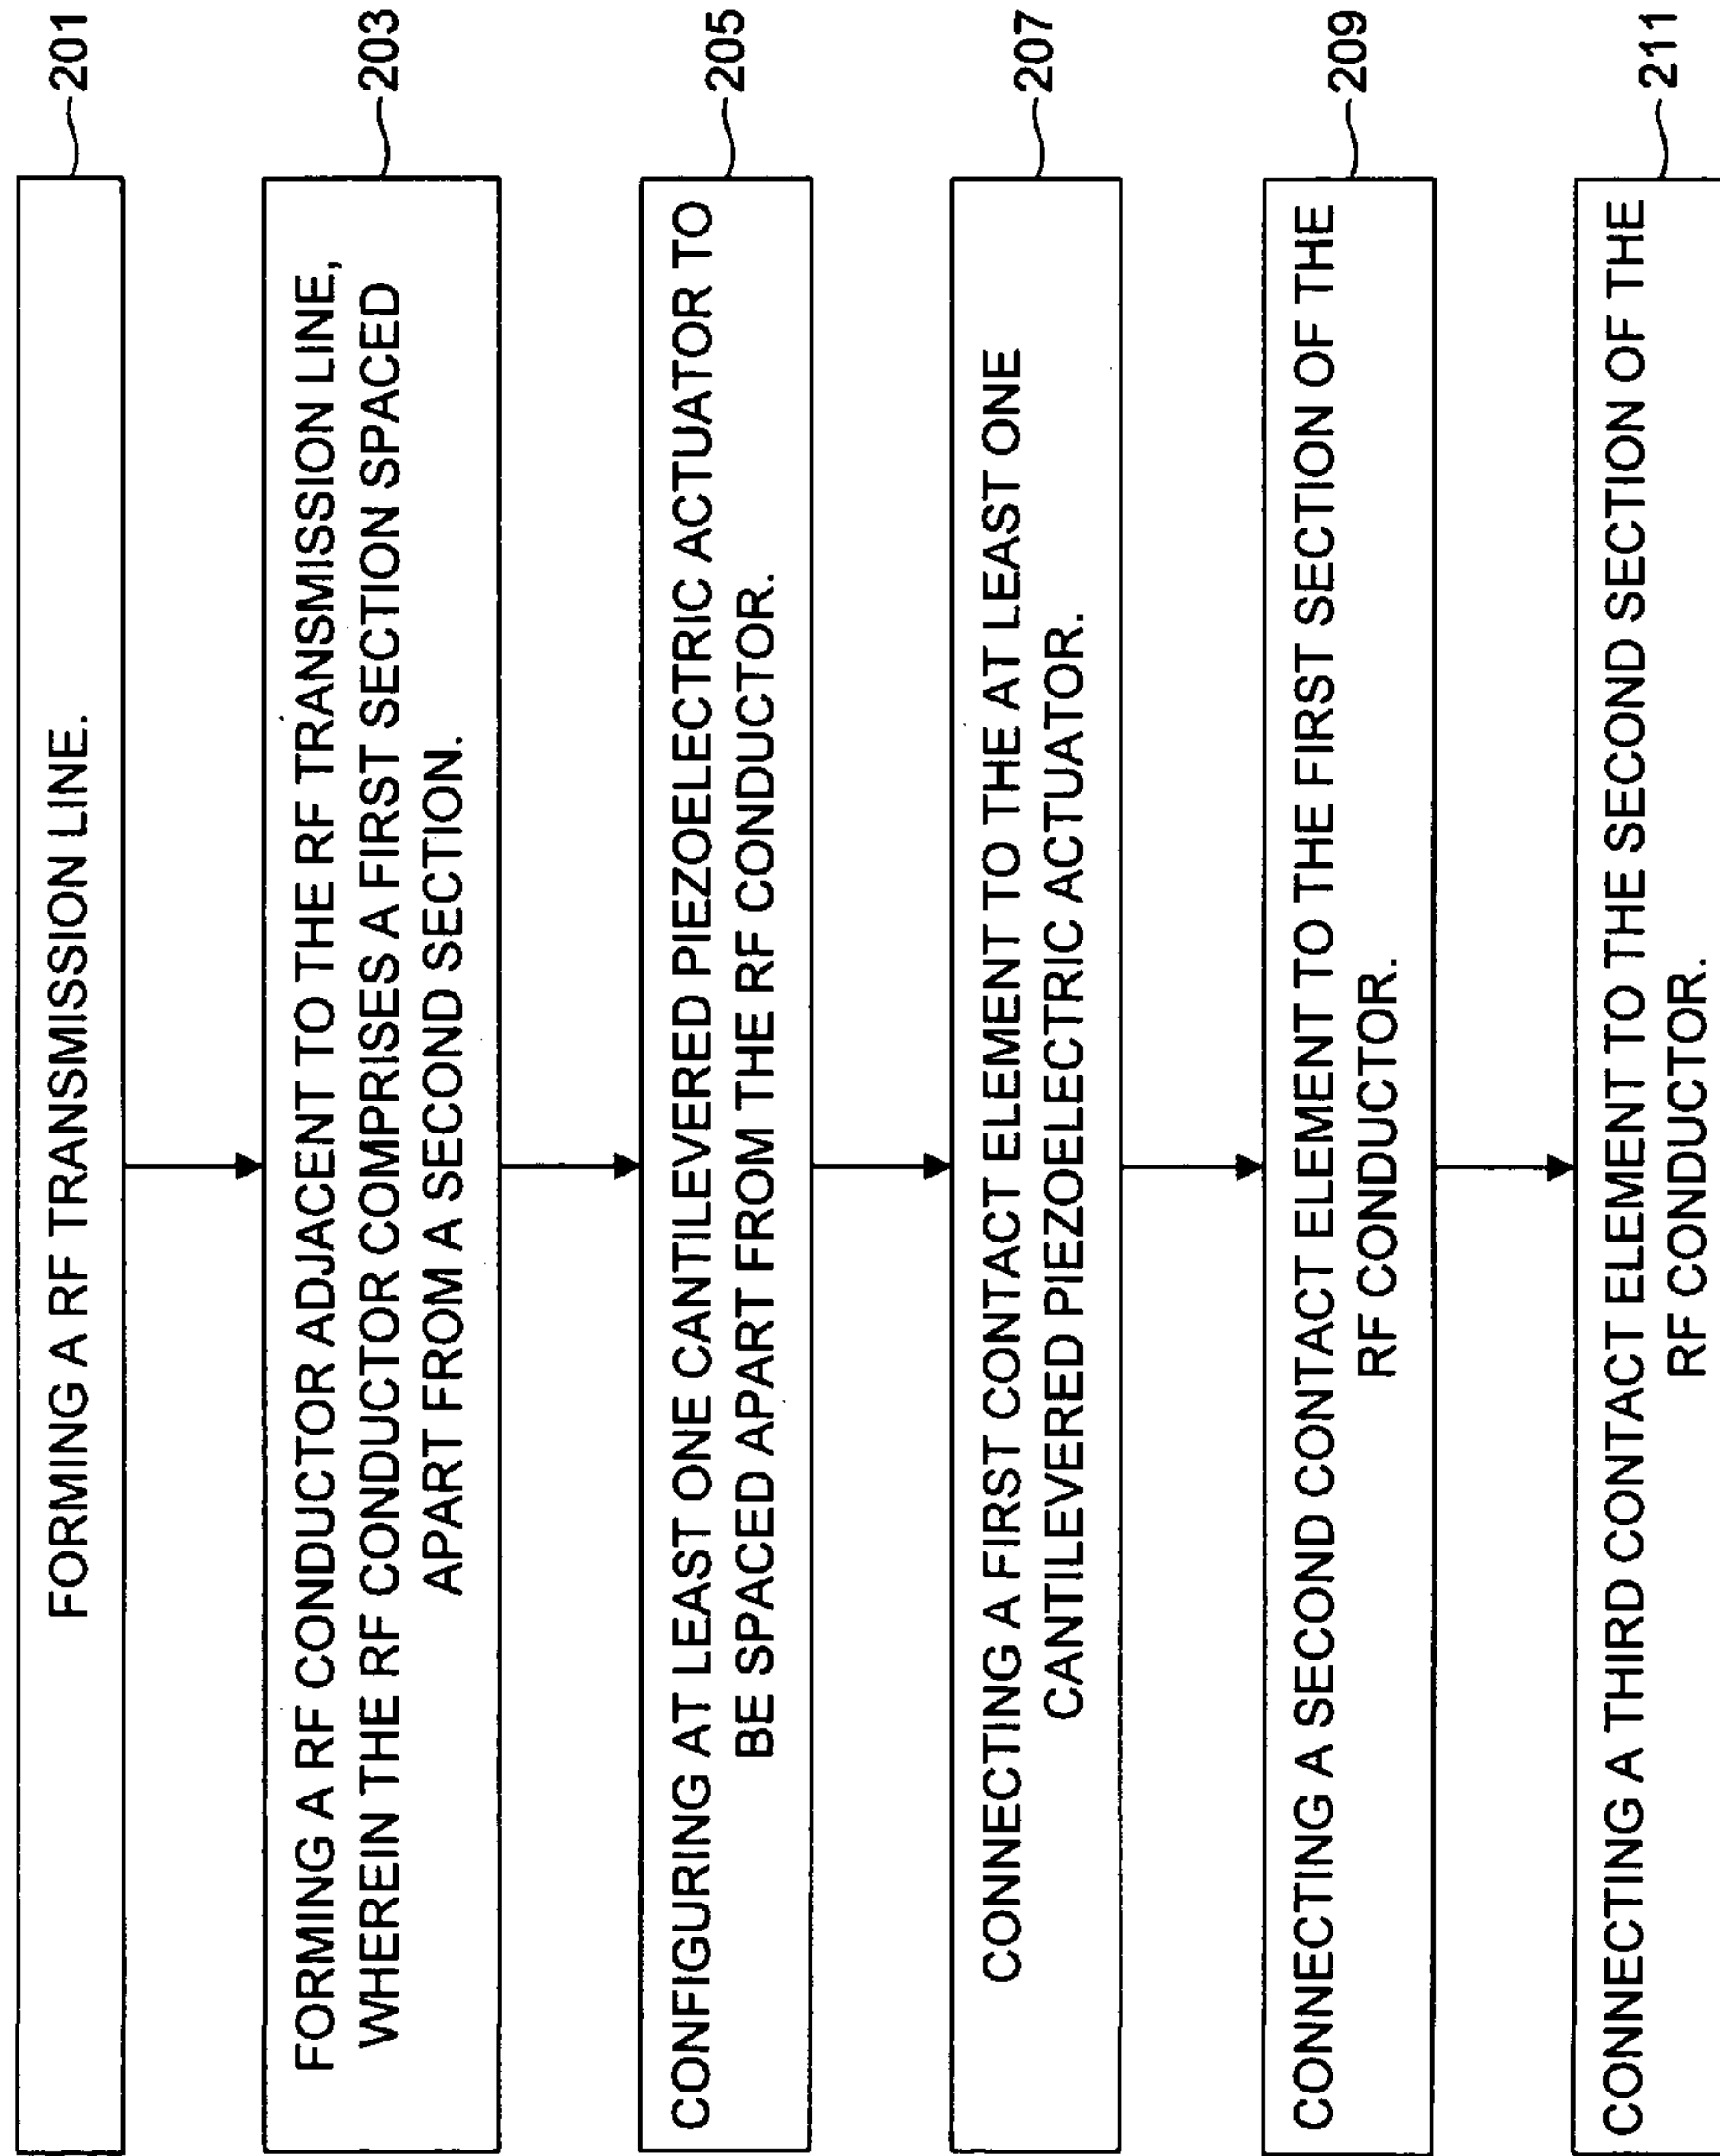 FORMING A RF TRANSMISSION LINE.
201
FORMING A RF CONDUCTOR ADJACENT TO THE RF TRANSMISSION LINE,
WHEREIN THE RF CONDUCTOR COMPRISES A FIRST SECTION SPACED
APART FROM A SECOND SECTION.
203
CONFIGURING AT LEAST ONE CANTILEVERED PIEZOELECTRIC ACTUATOR TO
BE SPACED APART FROM THE RF CONDUCTOR.
205
CONNECTING A FIRST CONTACT ELEMENT TO THE AT LEAST ONE
CANTILEVERED PIEZOELECTRIC ACTUATOR.
207
CONNECTING A SECOND CONTACT ELEMENT TO THE FIRST SECTION OF THE
RF CONDUCTOR.
209
CONNECTING A THIRD CONTACT ELEMENT TO THE SECOND SECTION OF THE
RF CONDUCTOR.
211